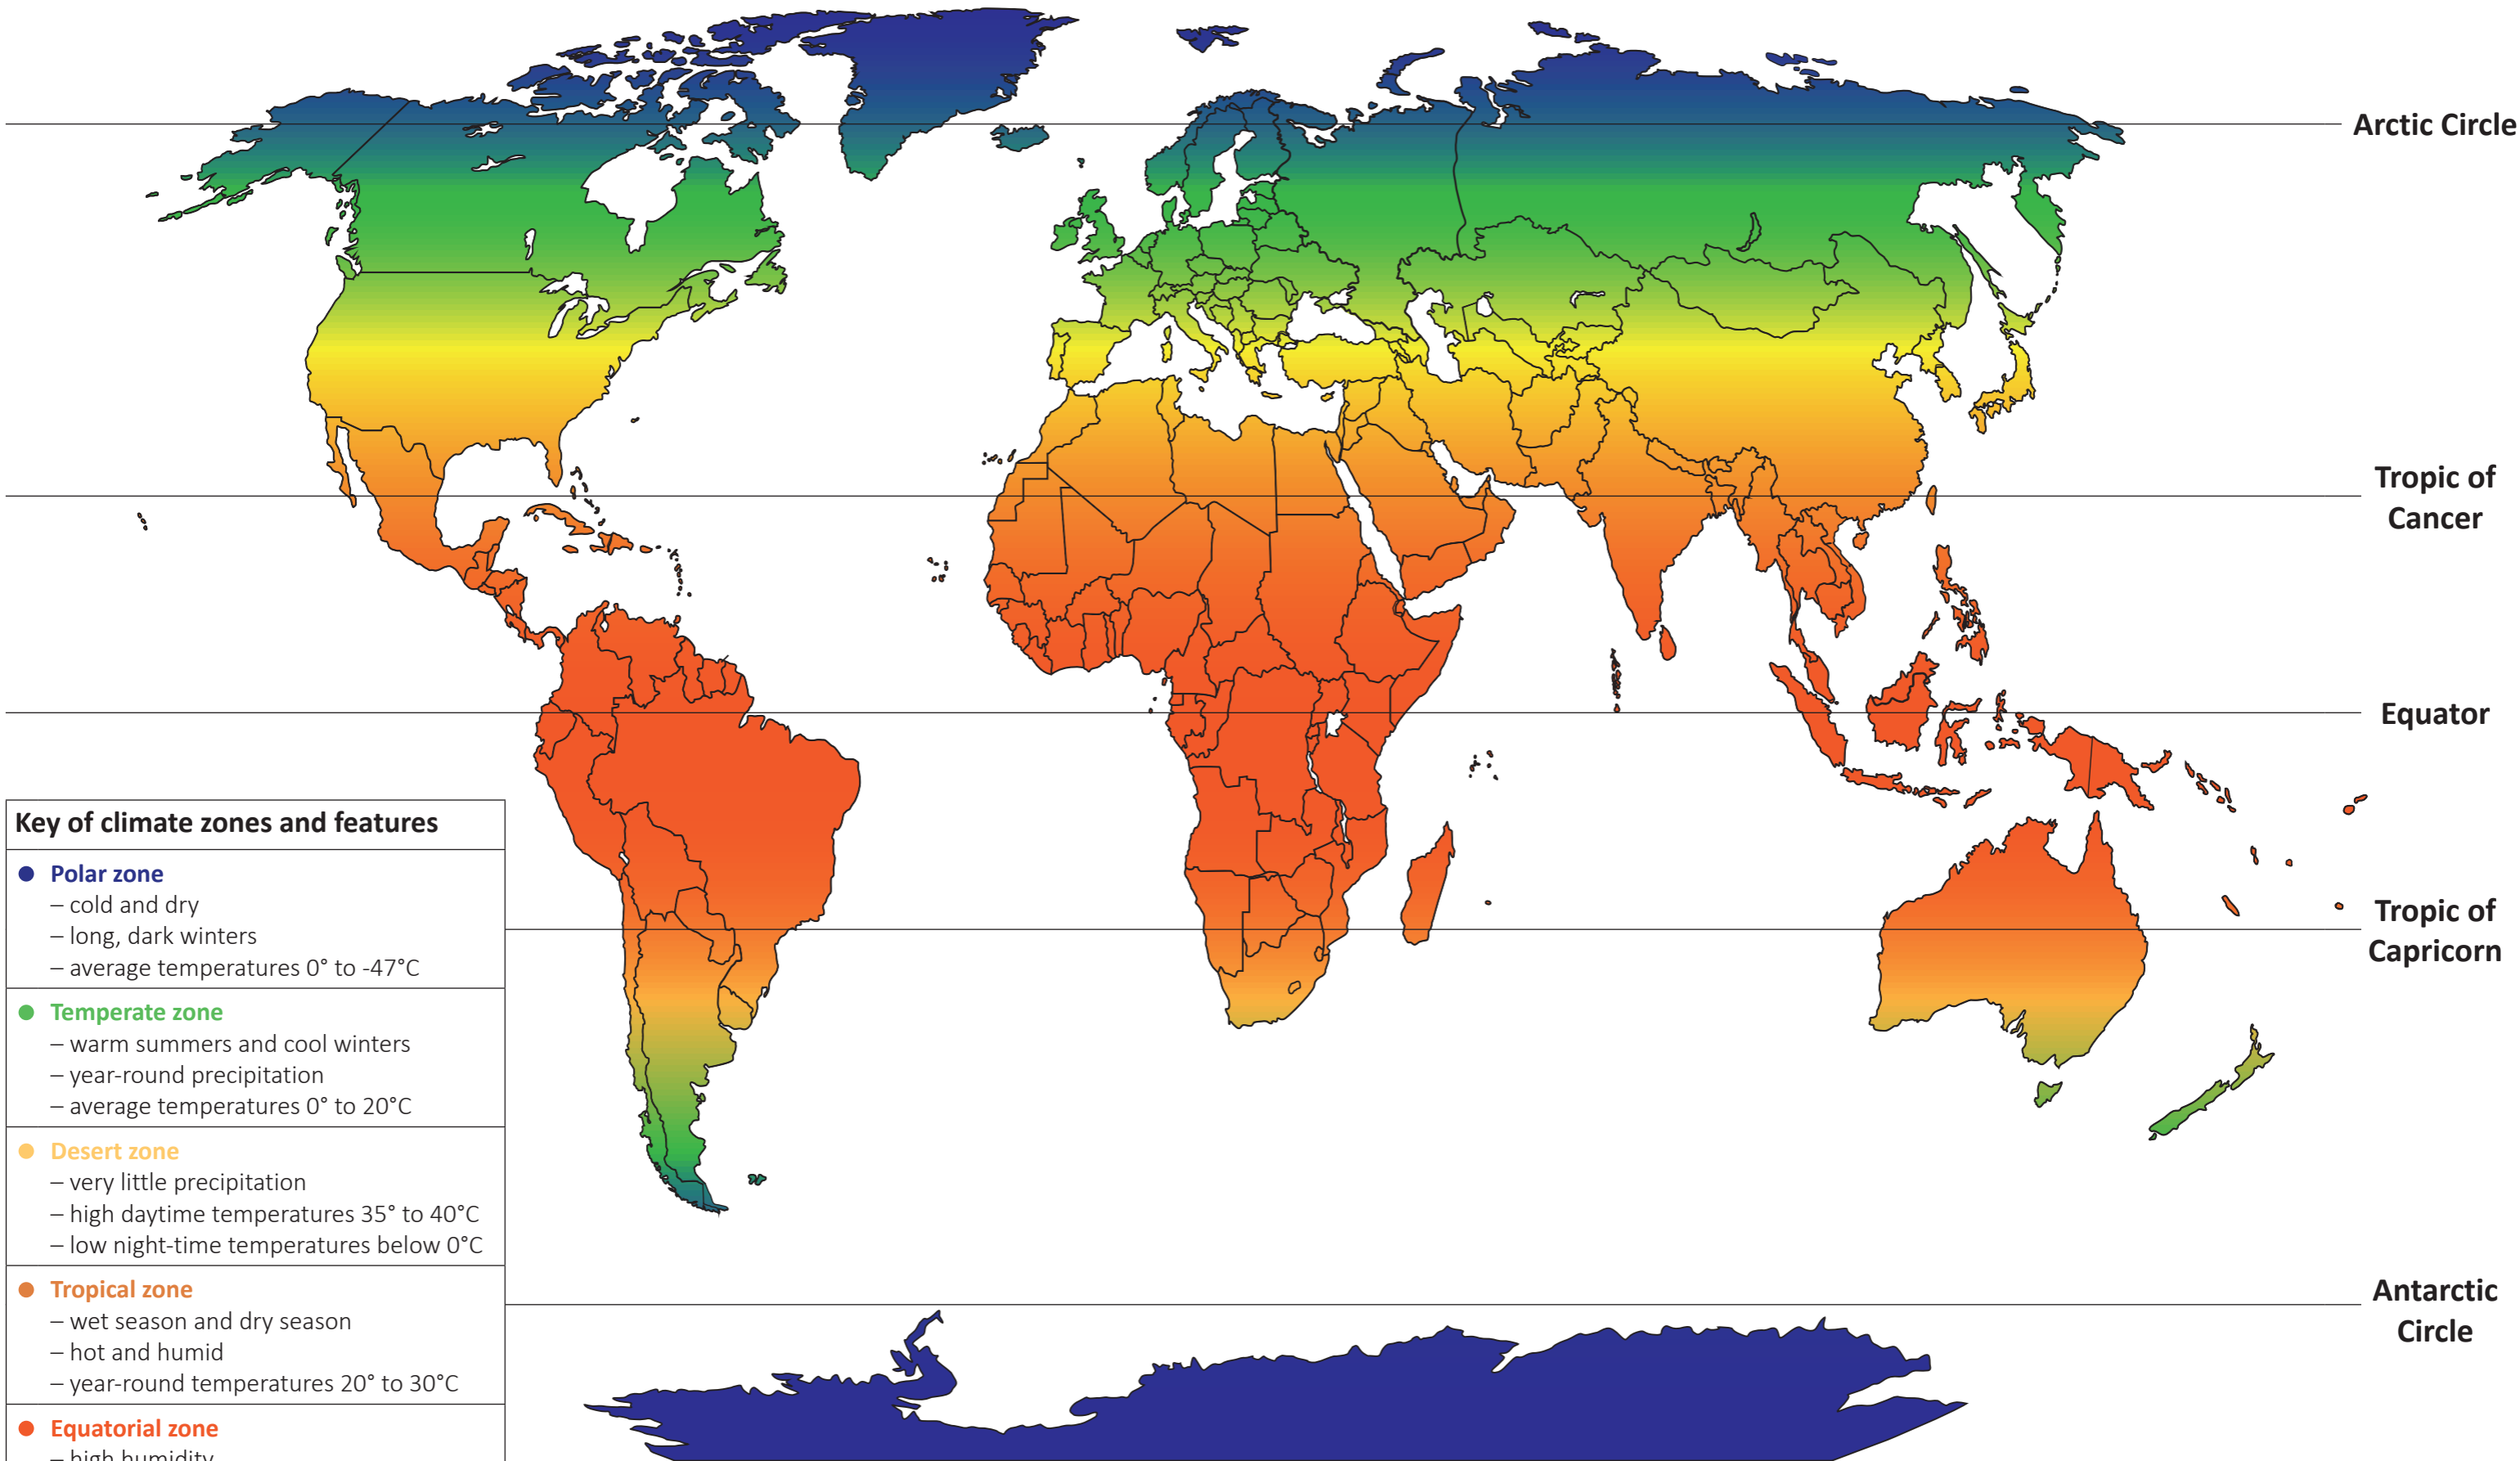 Arctic Circle
Tropic of
Cancer
Equator
Tropic of
Capricorn
Antarctic
Circle
Key of climate zones and features
Polar zone
– cold and dry
– long, dark winters
– average temperatures 0° to -47°C
Temperate zone
– warm summers and cool winters
– year-round precipitation
– average temperatures 0° to 20°C
Desert zone
– very little precipitation
– high daytime temperatures 35° to 40°C
– low night-time temperatures below 0°C
Tropical zone
– wet season and dry season
– hot and humid
– year-round temperatures 20° to 30°C
Equatorial zone
– high humidity